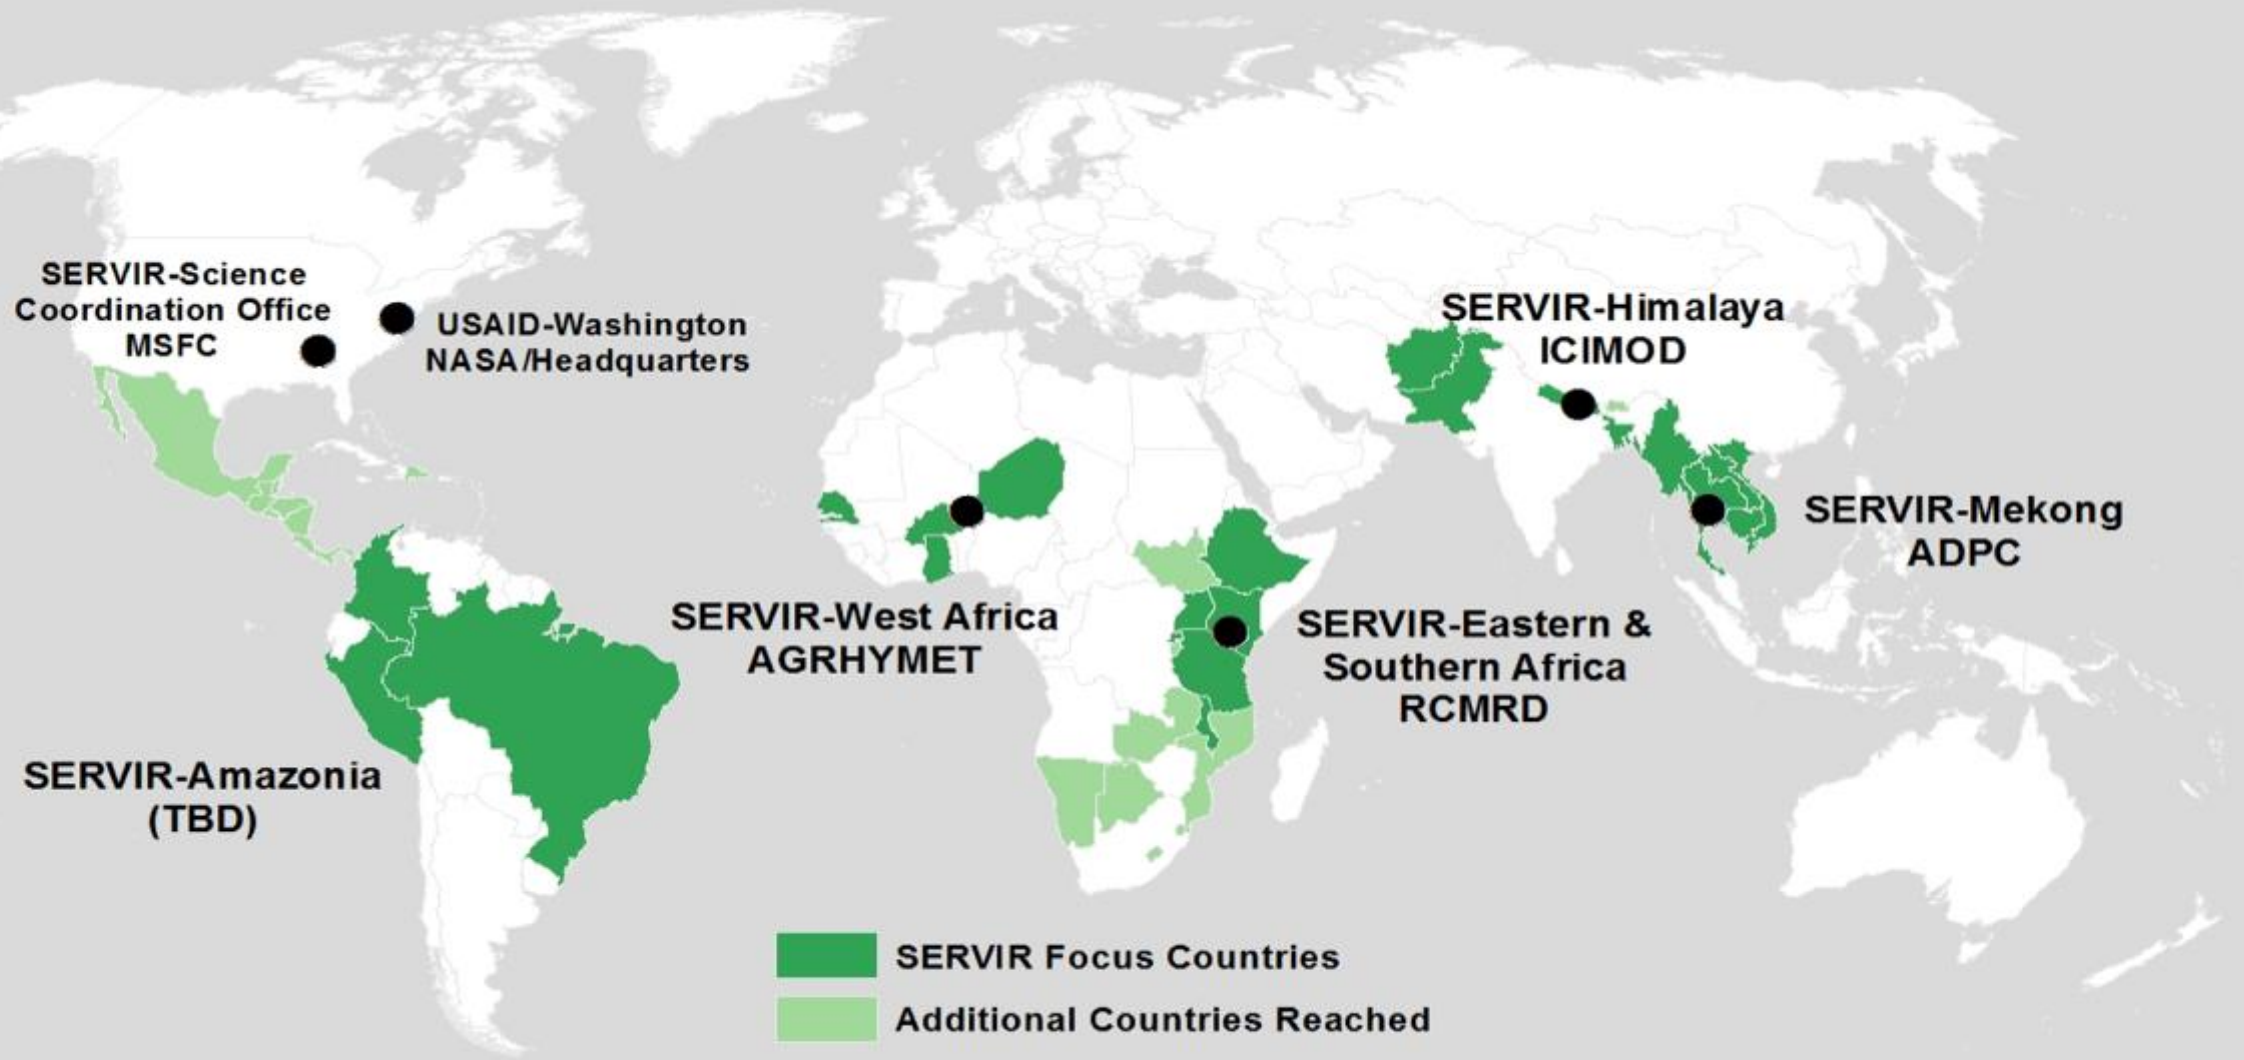 SERVIR-Science
Coordination Office
MSFC
USAID-Washington
NASA/Headquarters
SERVIR-Himalaya
ICIMOD
SERVIR-Mekong
ADPC
SERVIR-West Africa
AGRHYMET
SERVIR-Eastern &
Southern Africa
RCMRD
SERVIR-Amazonia
(TBD)
SERVIR Focus Countries
Additional Countries Reached